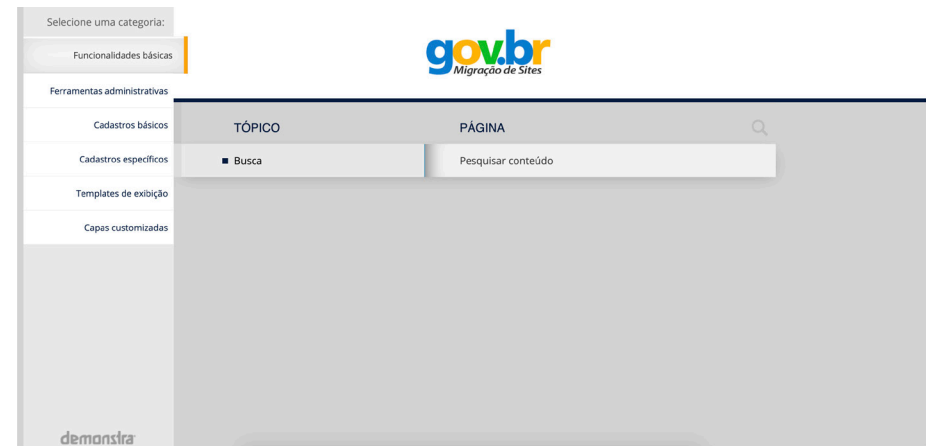 Selecione uma categoria:
Funcionalidades básicas
Ferramentas administrativas
Cadastros básicos
Cadastros específicos
Templates de exibição
Capas customizadas
demonstra
gov.br
Migração de Sites
TÓPICO PÁGINA
Busca Pesquisar conteúdo